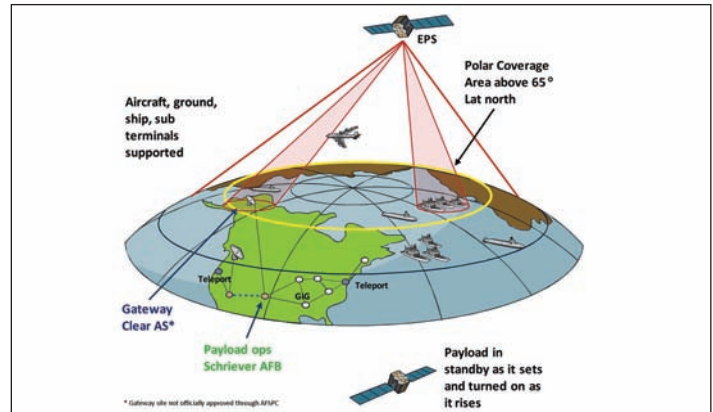 EPS
Polar Coverage
Area above 65°
Lat north
Aircraft, ground,
ship, sub
terminals
supported
Teleport
GIG
Teleport
Gateway
Clear AS*
Payload ops
Schriever AFB
Payload in
standby as it sets
and turned on as
it rises
* Gateway site not officially approved through AFSPC